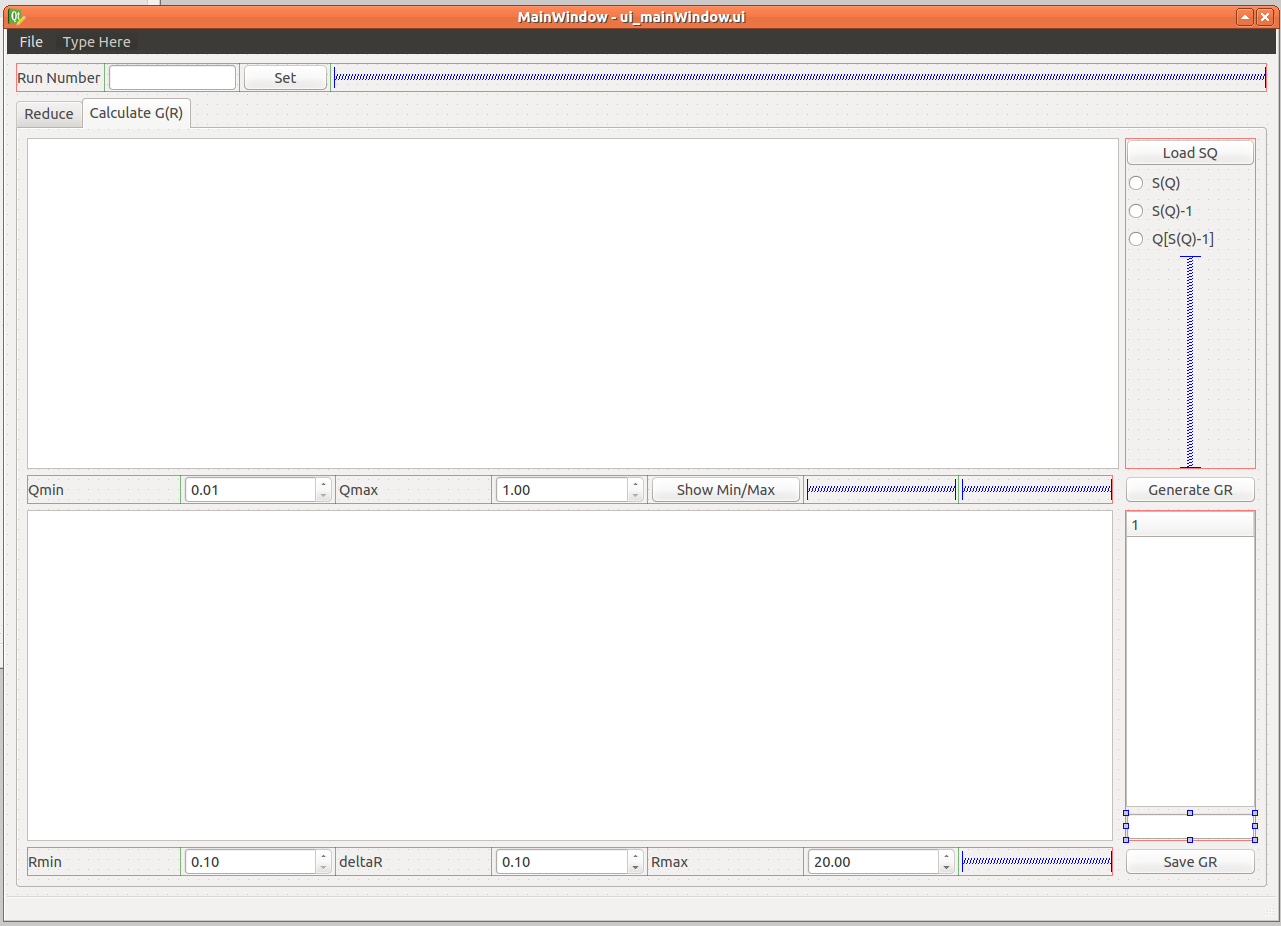 MainWindow - ui_mainWindow.ui
File Type Here
Run Number Set
Reduce Calculate G(R)
Load SQ
S(Q)
S(Q)-1
Q[S(Q)-1]
Qmin 0.01 Qmax 1.00 Show Min/Max Generate GR
1
Rmin 0.10 deltaR 0.10 Rmax 20.00 Save GR